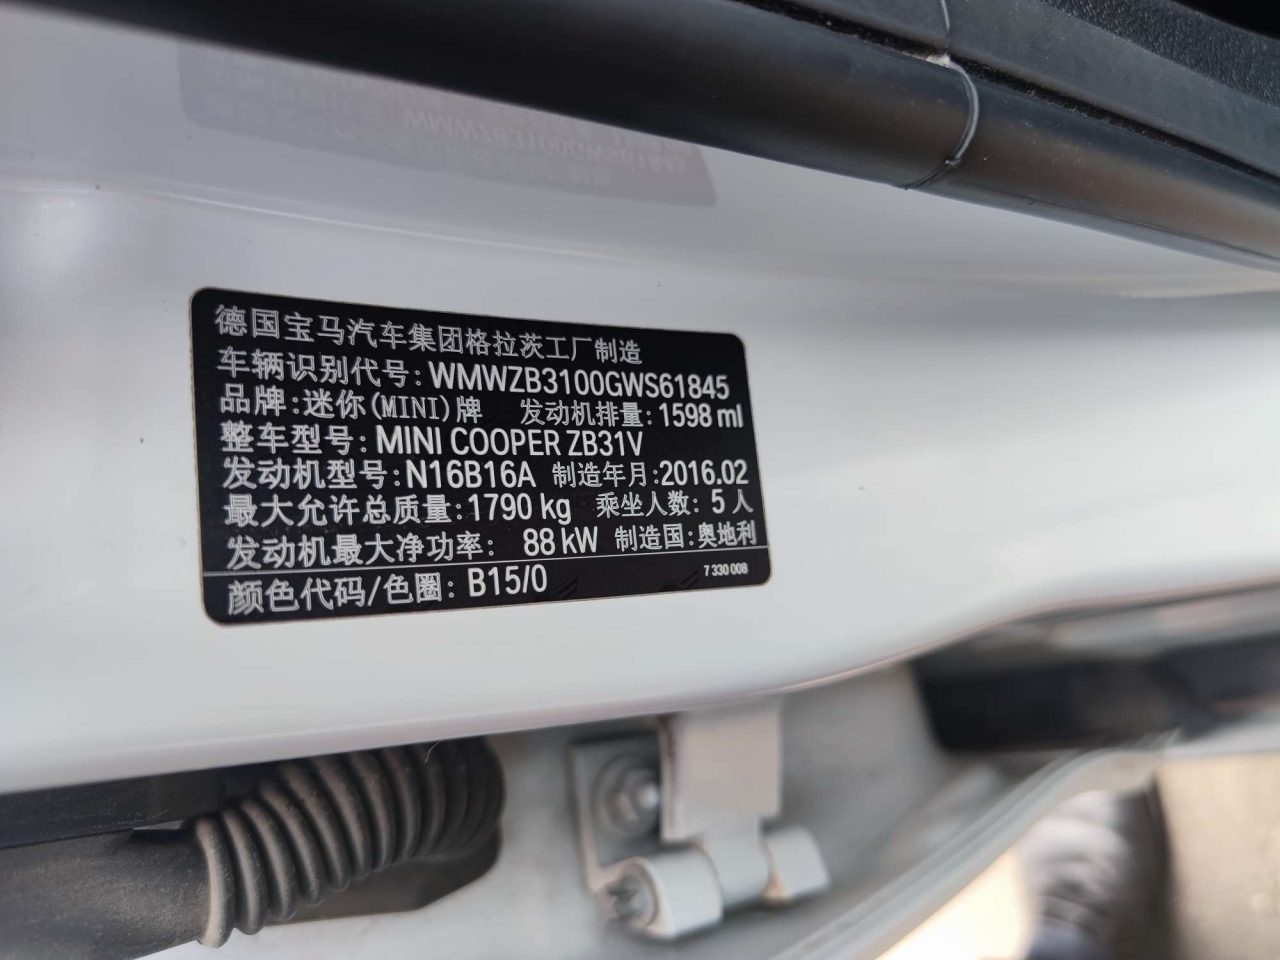 德国宝马汽车集团格拉茨工厂制造
车辆识别代号: WMWZB3100GWS61845
品牌: 迷你(MINI)牌 发动机排量: 1598 ml
整车型号: MINI COOPER ZB31V
发动机型号: N16B16A 制造年月: 2016.02
最大允许总质量: 1790 kg 乘坐人数: 5 人
发动机最大净功率: 88 kW 制造国: 奥地利
7 330 008
颜色代码/色圈: B15/0